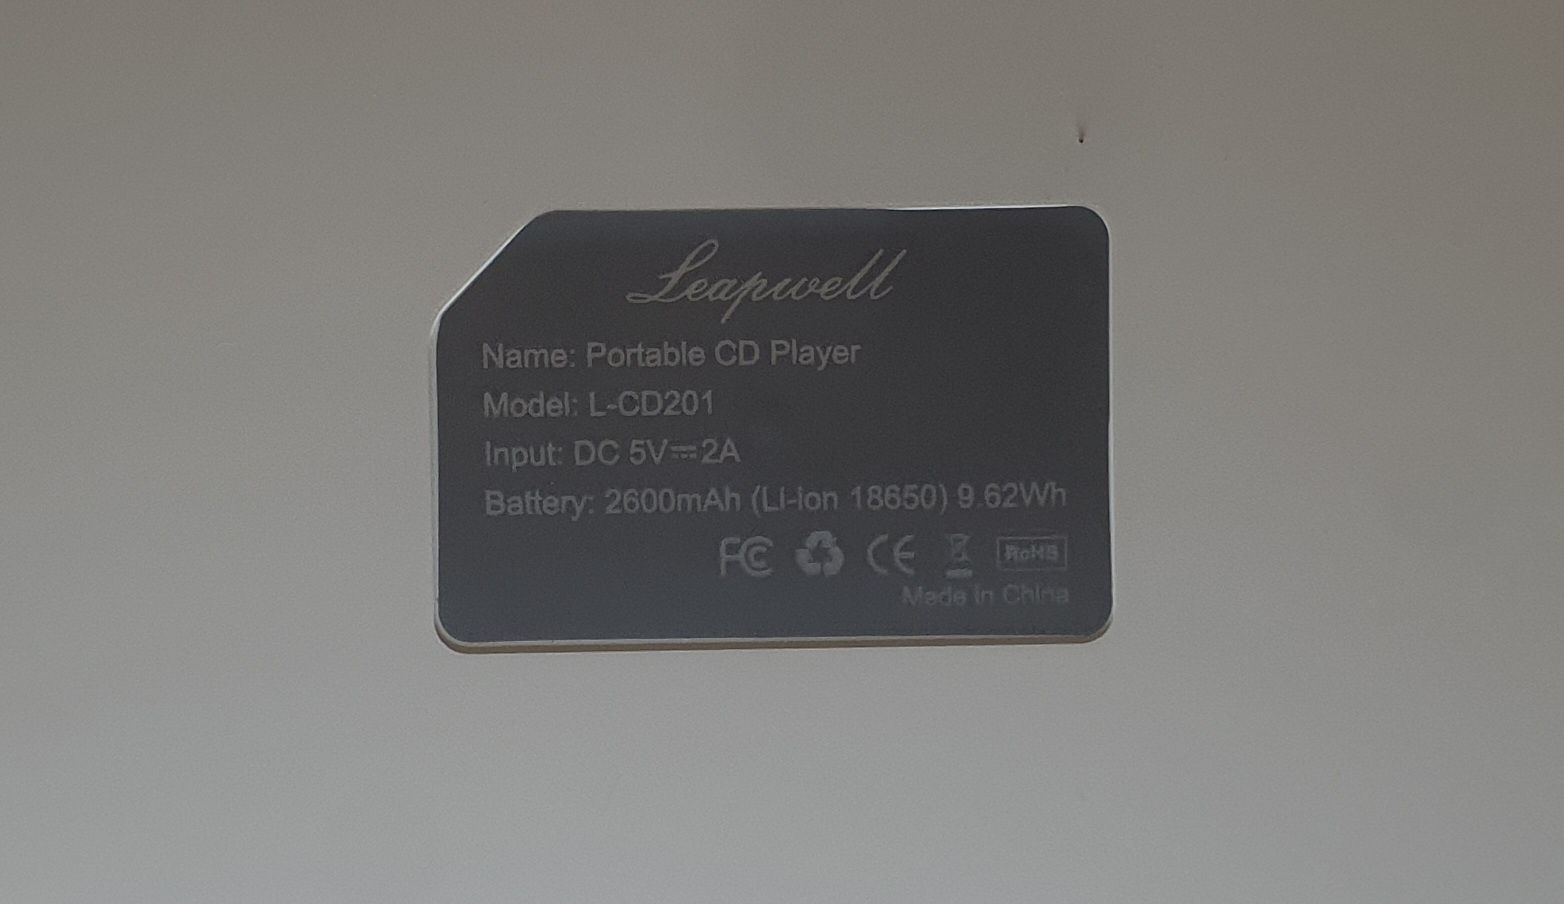 Leapwell
Name: Portable CD Player
Model: L-CD201
Input: DC 5V⎓2A
Battery: 2600mAh (Li-ion 18650) 9.62Wh
FC CE RoHS
Made in China